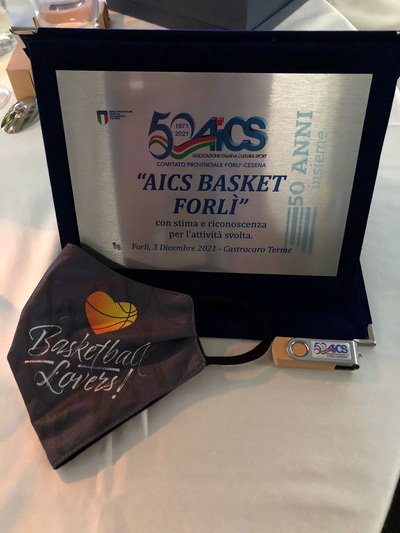 50
1971
2021
AiCS
ASSOCIAZIONE ITALIANA CULTURA SPORT
COMITATO PROVINCIALE FORLI'-CESENA
"AICS BASKET
FORLÌ"
con stima e riconoscenza
per l'attività svolta.
Forlì, 3 Dicembre 2021 - Castrocaro Terme
50 ANNI
insieme
Basketball
Lovers!
50 AiCS